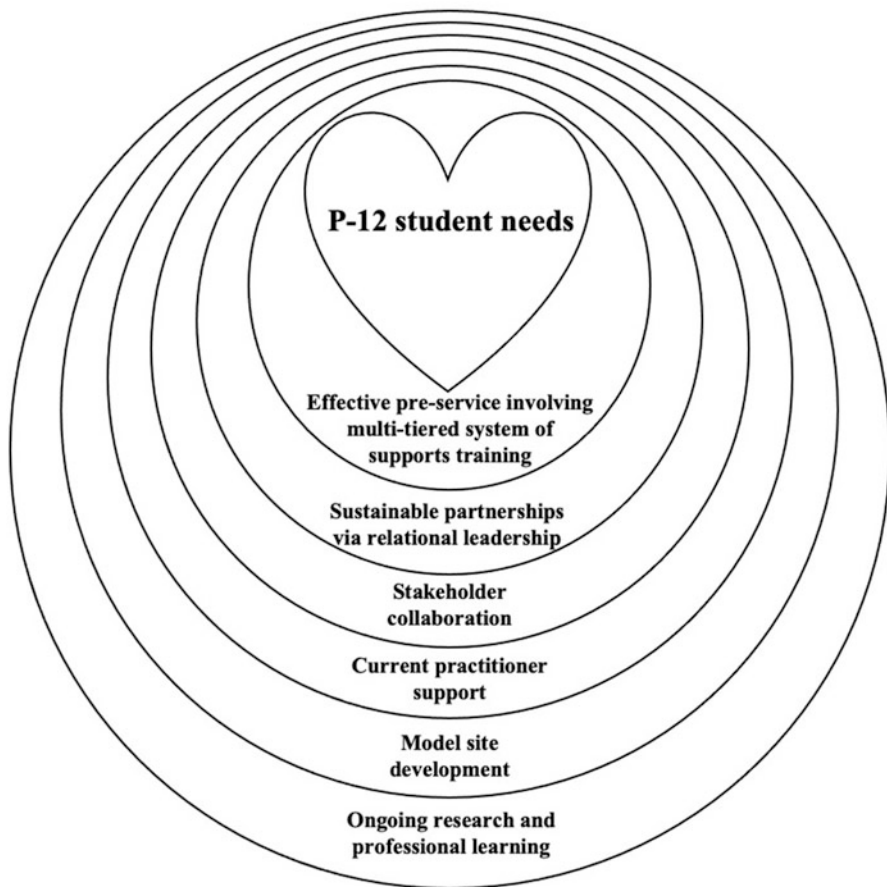 P-12 student needs
Effective pre-service involving
multi-tiered system of
supports training
Sustainable partnerships
via relational leadership
Stakeholder
collaboration
Current practitioner
support
Model site
development
Ongoing research and
professional learning